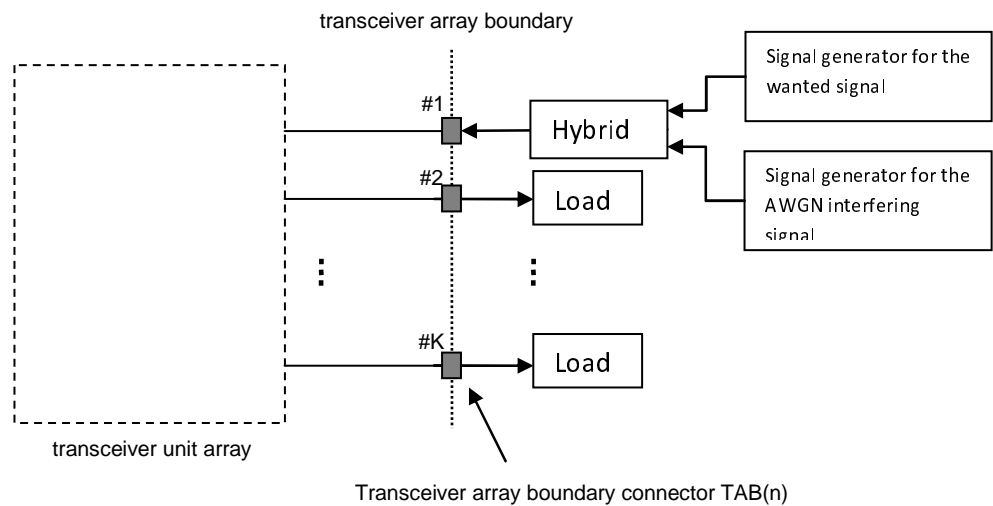 transceiver array boundary
Signal generator for the
wanted signal
#1
Hybrid
#2
Load
Signal generator for the
AWGN interfering
signal
#K
Load
transceiver unit array
Transceiver array boundary connector TAB(n)